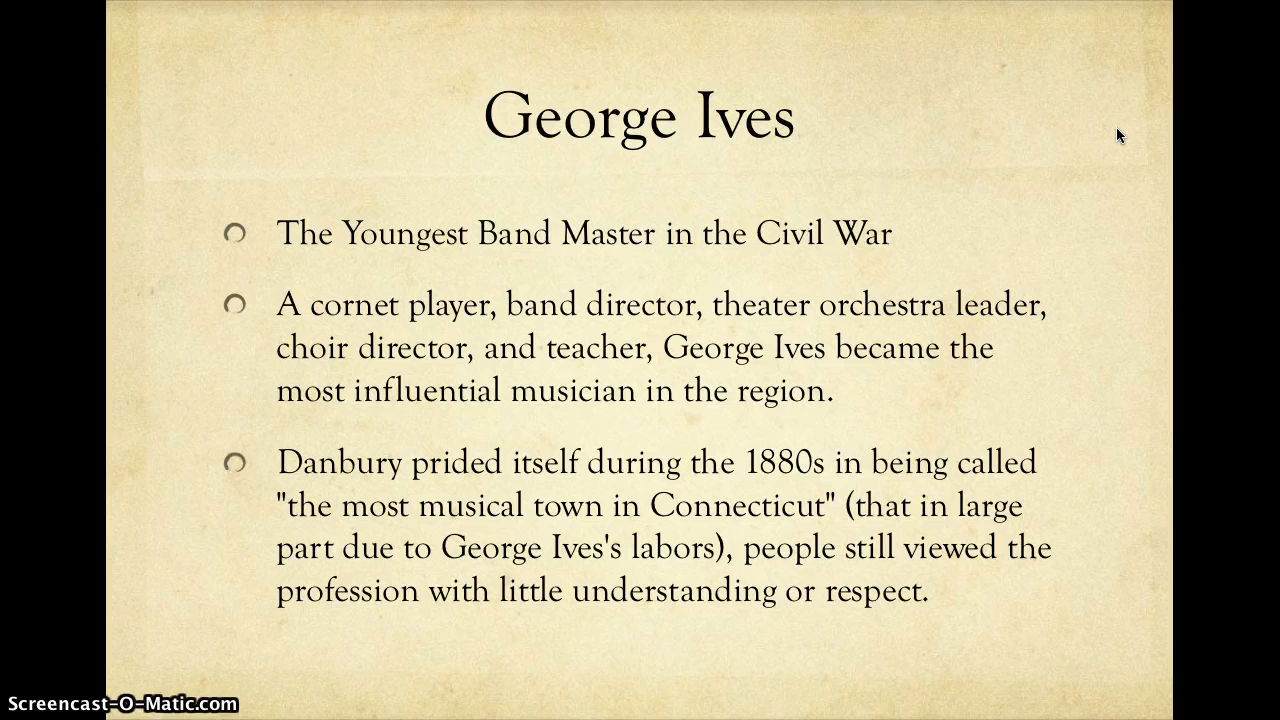 George Ives
The Youngest Band Master in the Civil War
A cornet player, band director, theater orchestra leader,
choir director, and teacher, George Ives became the
most influential musician in the region.
Danbury prided itself during the 1880s in being called
"the most musical town in Connecticut" (that in large
part due to George Ives's labors), people still viewed the
profession with little understanding or respect.
Screencast-O-Matic.com